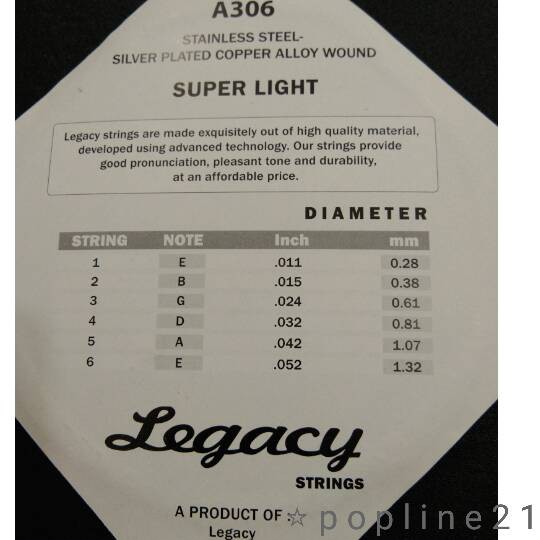 A306
STAINLESS STEEL-
SILVER PLATED COPPER ALLOY WOUND
SUPER LIGHT
Legacy strings are made exquisitely out of high quality material,
developed using advanced technology. Our strings provide
good pronunciation, pleasant tone and durability,
at an affordable price.
DIAMETER
STRING NOTE Inch mm
1 E .011 0.28
2 B .015 0.38
3 G .024 0.61
4 D .032 0.81
5 A .042 1.07
6 E .052 1.32
Legacy
STRINGS
A PRODUCT OF
Legacy
☆ popline21